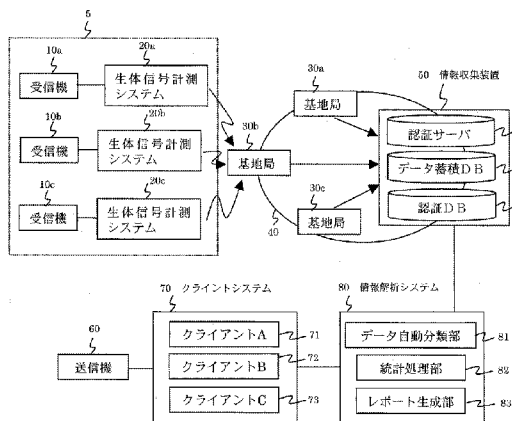 5
10a
20a
受信機
生体信号計測
システム
10b
20b
受信機
生体信号計測
システム
10c
20c
受信機
生体信号計測
システム
30a
基地局
30b
基地局
30c
基地局
40
50 情報収集装置
認証サーバ
データ蓄積DB
認証DB
60
送信機
70 クライントシステム
クライアントA
71
クライアントB
72
クライアントC
73
80 情報解析システム
データ自動分類部
81
統計処理部
82
レポート生成部
83